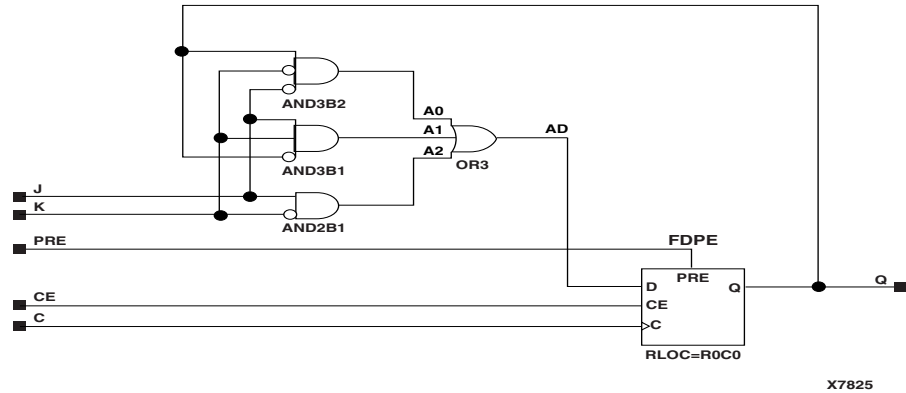 AND3B2
A0
A1
AD
AND3B1
A2
OR3
J
K
AND2B1
PRE
FDPE
PRE
D
Q
Q
CE
CE
C
C
RLOC=R0C0
X7825